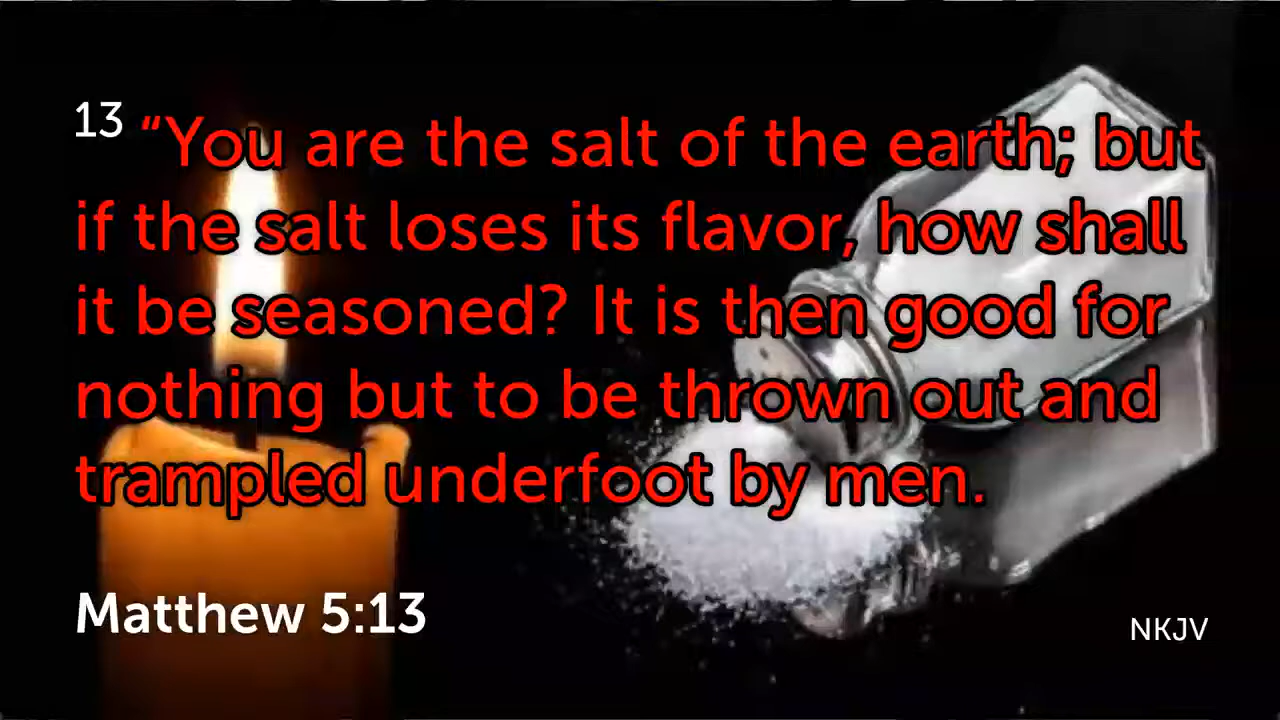 13 “You are the salt of the earth; but
if the salt loses its flavor, how shall
it be seasoned? It is then good for
nothing but to be thrown out and
trampled underfoot by men.
Matthew 5:13
NKJV